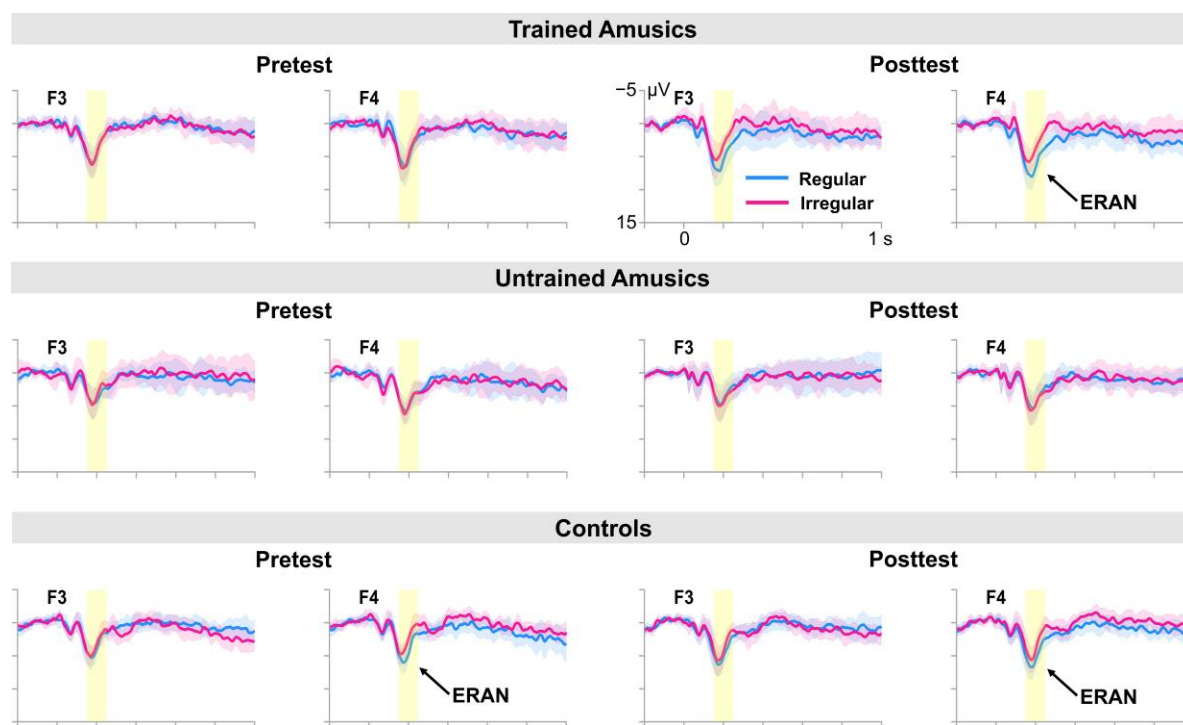 Trained Amusics
Pretest
Posttest
F3
F4
−5
µV
F3
F4
Regular
Irregular
ERAN
15
0
1 s
Untrained Amusics
Pretest
Posttest
F3
F4
F3
F4
Controls
Pretest
Posttest
F3
F4
F3
F4
ERAN
ERAN